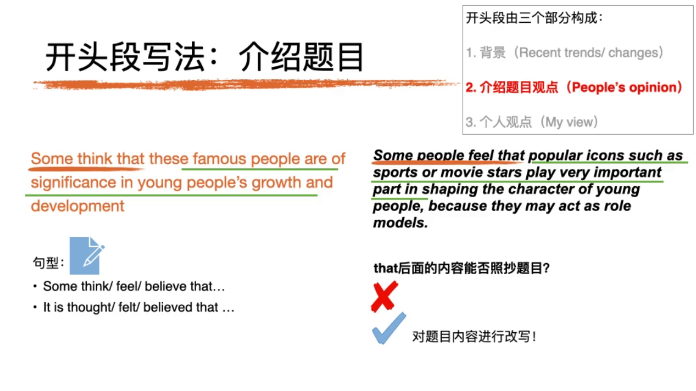 开头段写法：介绍题目
开头段由三个部分构成：
1. 背景（Recent trends/ changes）
2. 介绍题目观点（People's opinion）
3. 个人观点（My view）
Some think that these famous people are of
significance in young people's growth and
development
句型：
• Some think/ feel/ believe that…
• It is thought/ felt/ believed that …
Some people feel that popular icons such as
sports or movie stars play very important
part in shaping the character of young
people, because they may act as role
models.
that后面的内容能否照抄题目？
对题目内容进行改写！